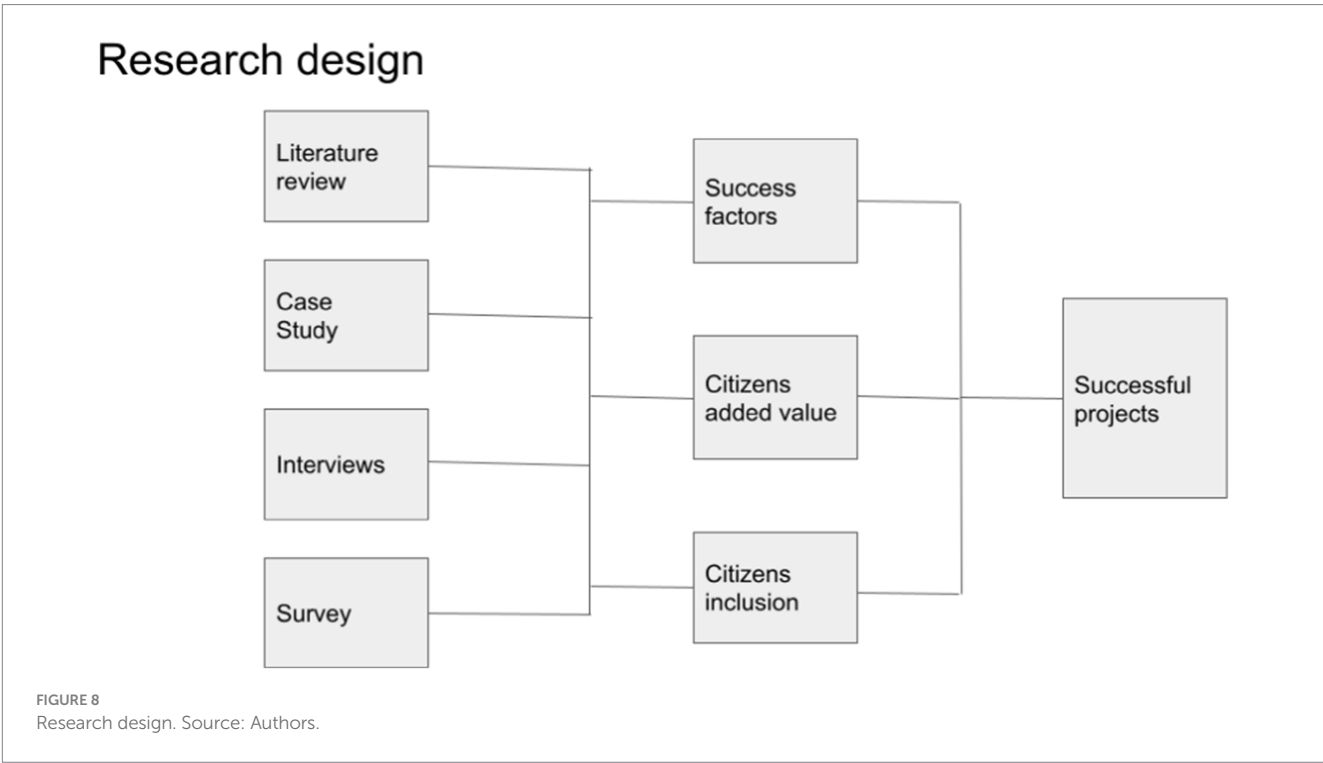 Research design
Literature
review
Case
Study
Interviews
Survey
Success
factors
Citizens
added value
Citizens
inclusion
Successful
projects
FIGURE 8
Research design. Source: Authors.